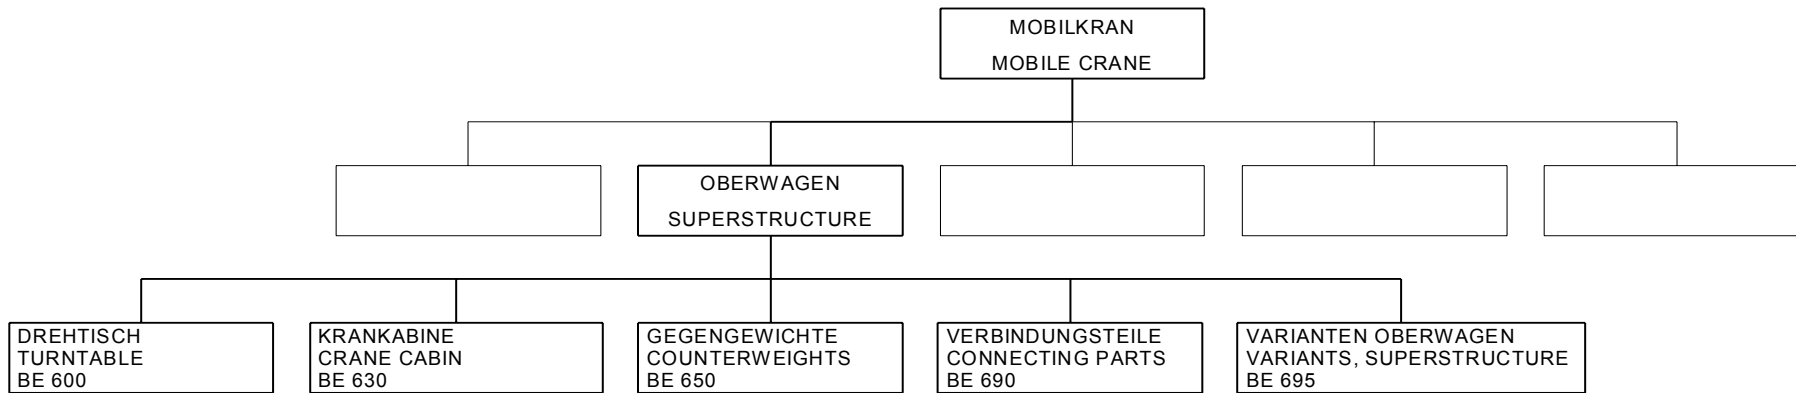 MOBILKRAN
MOBILE CRANE
OBERWAGEN
SUPERSTRUCTURE
DREHTISCH
TURNTABLE
BE 600
KRANKABINE
CRANE CABIN
BE 630
GEGENGEWICHTE
COUNTERWEIGHTS
BE 650
VERBINDUNGSTEILE
CONNECTING PARTS
BE 690
VARIANTEN OBERWAGEN
VARIANTS, SUPERSTRUCTURE
BE 695